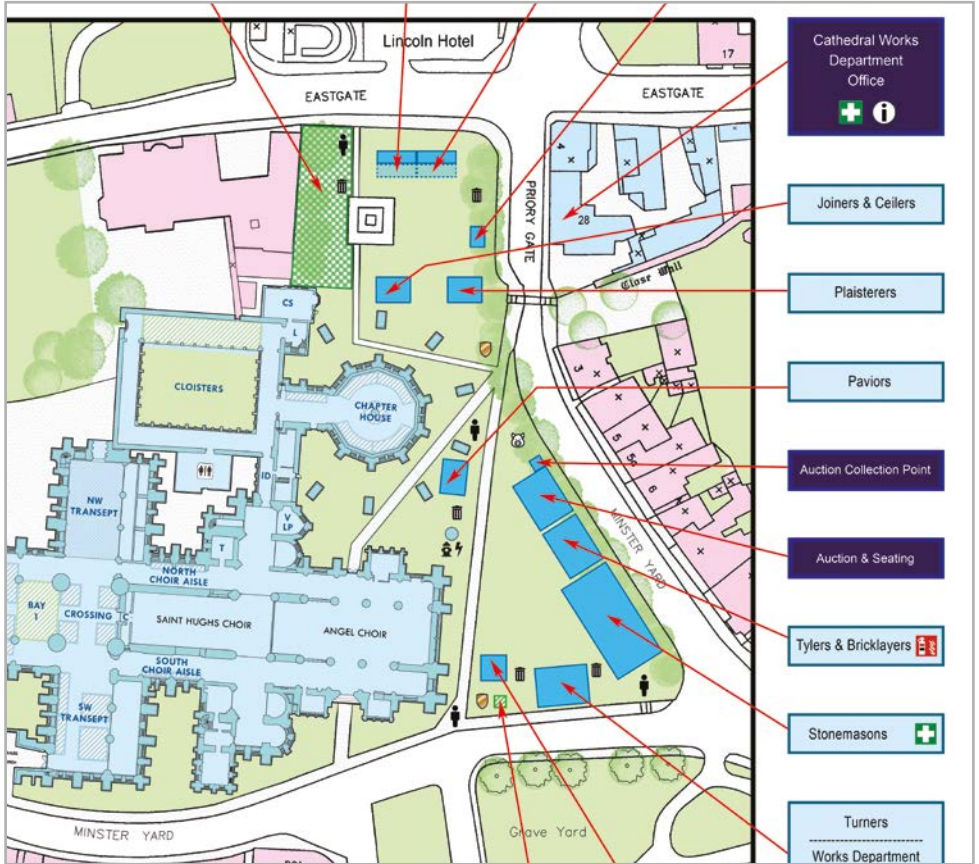 Lincoln Hotel
17
EASTGATE
EASTGATE
4
PRIORY GATE
28
Close Wall
CS
L
CLOISTERS
CHAPTER
HOUSE
3
5
5a
6
ID
NW
TRANSEPT
V
LP
T
MINSTER YARD
NORTH
CHOIR AISLE
BAY
1
CROSSING
C
SAINT HUGHS CHOIR
ANGEL CHOIR
SOUTH
CHOIR AISLE
SW
TRANSEPT
MINSTER YARD
Grave Yard
Cathedral Works
Department
Office
Joiners & Ceilers
Plaisterers
Paviors
Auction Collection Point
Auction & Seating
Tylers & Bricklayers
Stonemasons
Turners
Works Department